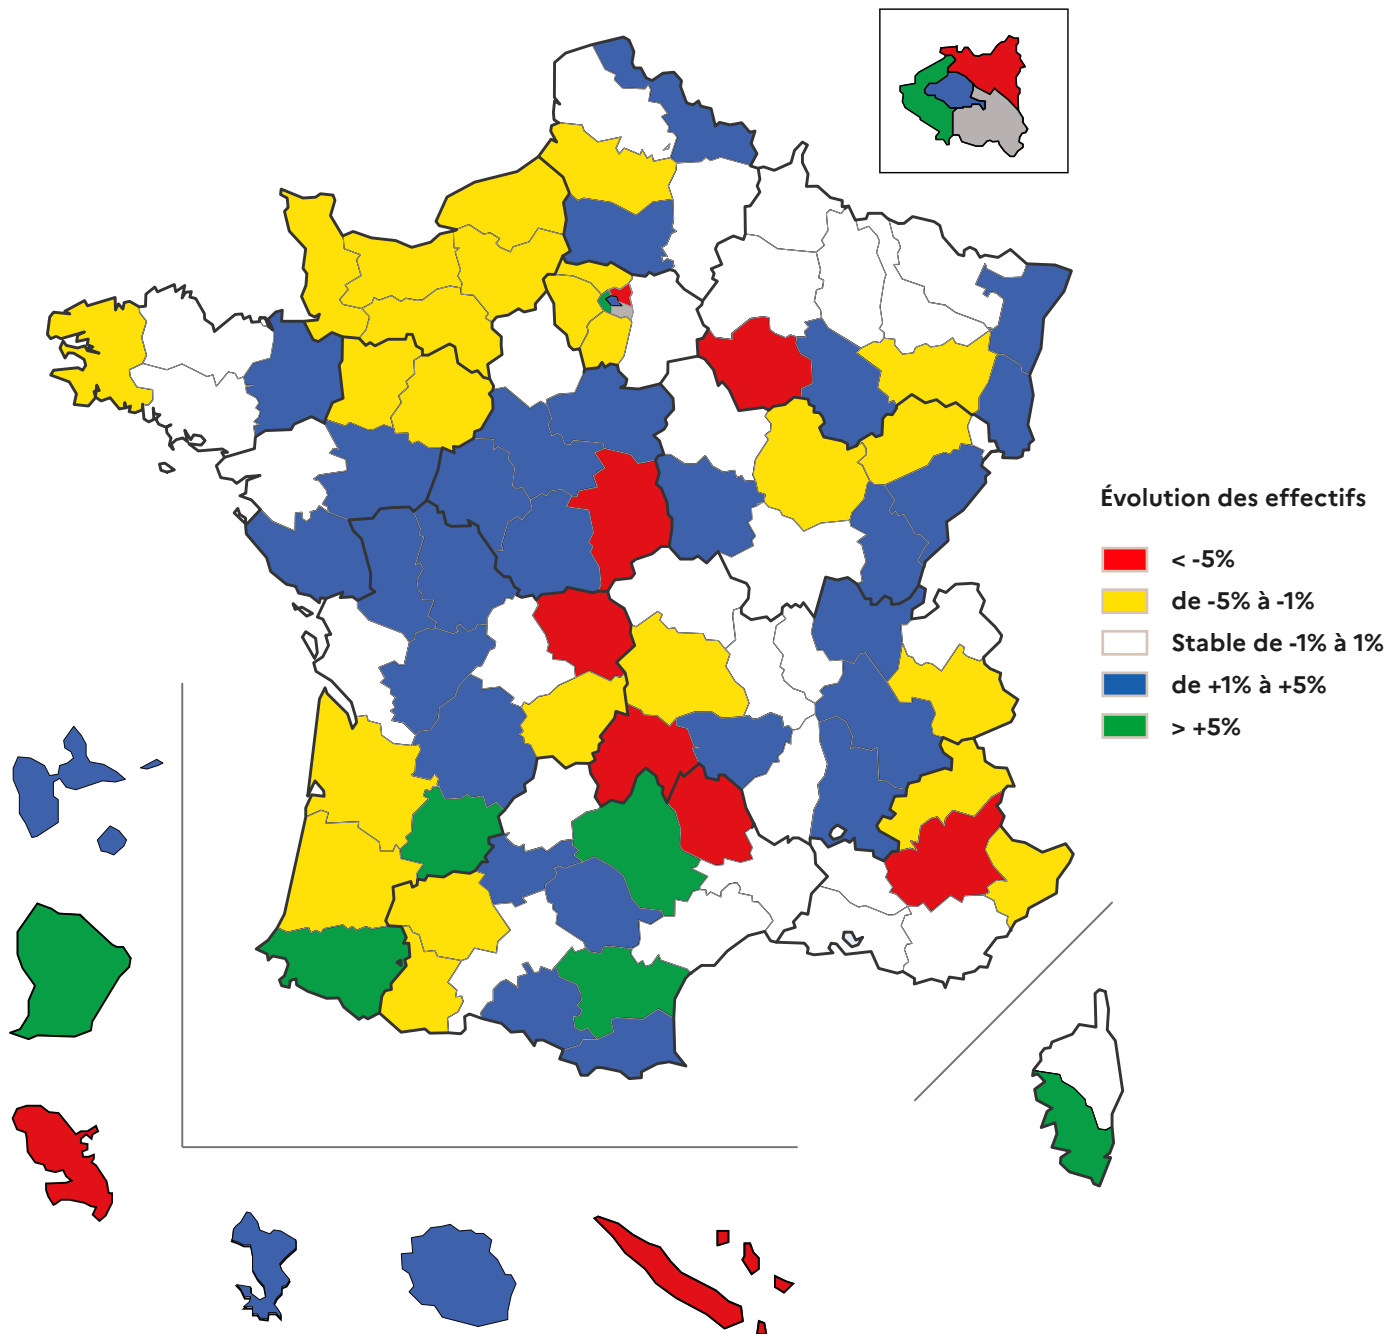 Évolution des effectifs
< -5%
de -5% à -1%
Stable de -1% à 1%
de +1% à +5%
> +5%